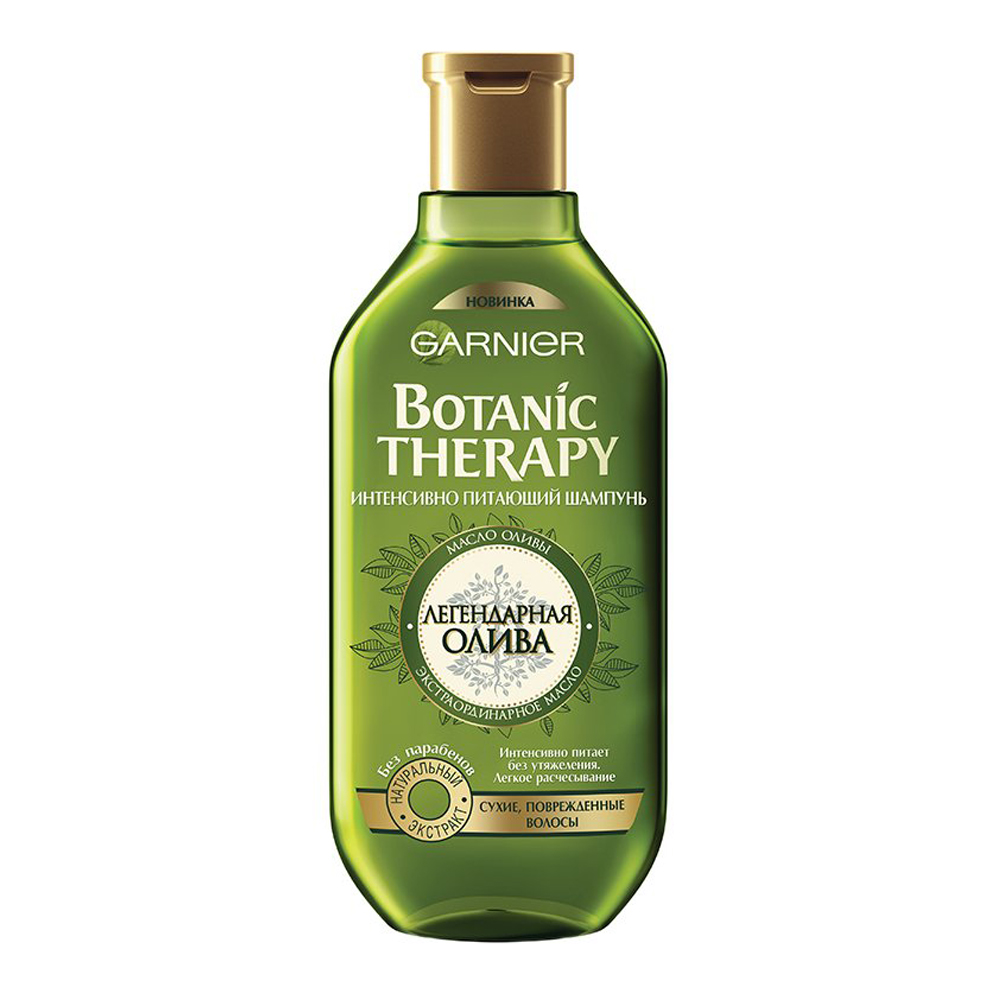 НОВИНКА
GARNIER
BOTANIC
THERAPY
ИНТЕНСИВНО ПИТАЮЩИЙ ШАМПУНЬ
МАСЛО ОЛИВЫ
ЛЕГЕНДАРНАЯ
ОЛИВА
ЭКСТРАОРДИНАРНОЕ МАСЛО
Без парабенов
НАТУРАЛЬНЫЙ
ЭКСТРАКТ
Интенсивно питает
без утяжеления.
Легкое расчесывание
СУХИЕ, ПОВРЕЖДЕННЫЕ
ВОЛОСЫ